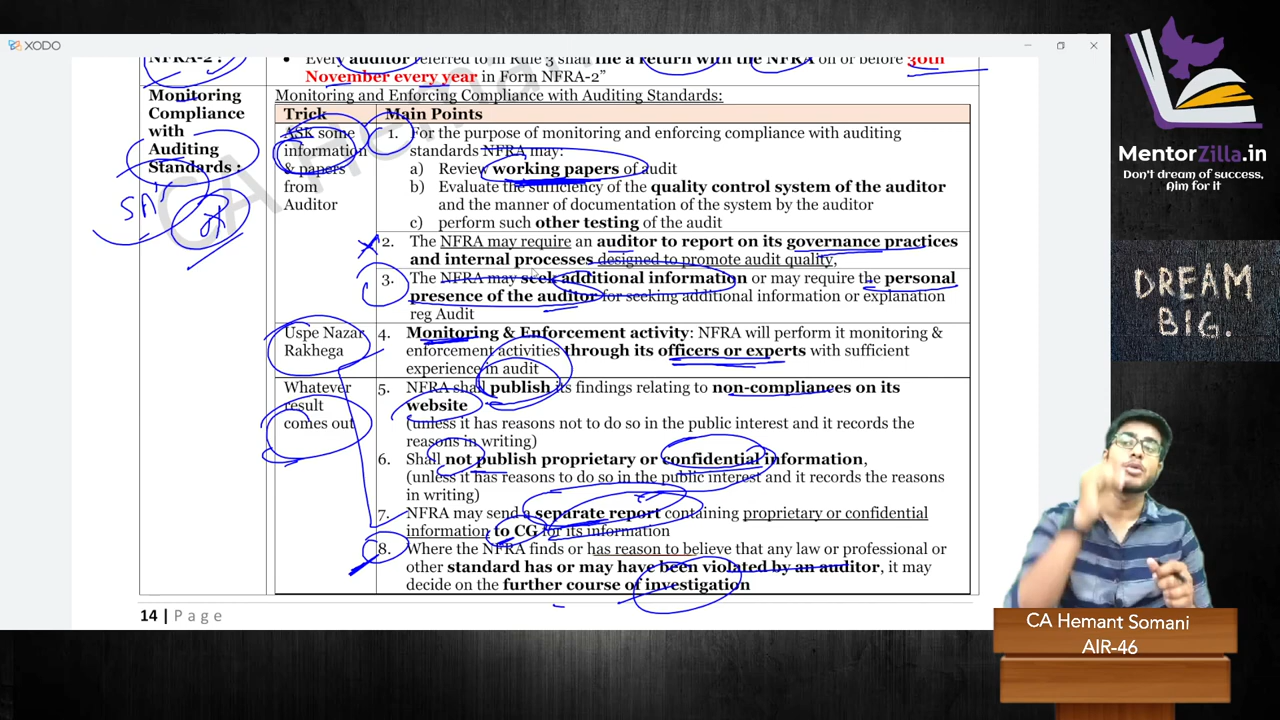 XODO
NFRA-2 :
• Every auditor referred to in Rule 3 shall file a return with the NFRA on or before 30th
November every year in Form NFRA-2”
Monitoring
Compliance
with
Auditing
Standards :
SA's
Monitoring and Enforcing Compliance with Auditing Standards:
Trick Main Points
ASK some
information
& papers
from
Auditor
1. For the purpose of monitoring and enforcing compliance with auditing
standards NFRA may:
a) Review working papers of audit
b) Evaluate the sufficiency of the quality control system of the auditor
and the manner of documentation of the system by the auditor
c) perform such other testing of the audit
2. The NFRA may require an auditor to report on its governance practices
and internal processes designed to promote audit quality,
3. The NFRA may seek additional information or may require the personal
presence of the auditor for seeking additional information or explanation
reg Audit
Uspe Nazar
Rakhega
4. Monitoring & Enforcement activity: NFRA will perform it monitoring &
enforcement activities through its officers or experts with sufficient
experience in audit
Whatever
result
comes out
5. NFRA shall publish its findings relating to non-compliances on its
website
(unless it has reasons not to do so in the public interest and it records the
reasons in writing)
6. Shall not publish proprietary or confidential information,
(unless it has reasons to do so in the public interest and it records the reasons
in writing)
7. NFRA may send a separate report containing proprietary or confidential
information to CG for its information
8. Where the NFRA finds or has reason to believe that any law or professional or
other standard has or may have been violated by an auditor, it may
decide on the further course of investigation
14 | Page
MentorZilla.in
Don't dream of success,
Aim for it
DREAM
BIG.
CA Hemant Somani
AIR-46